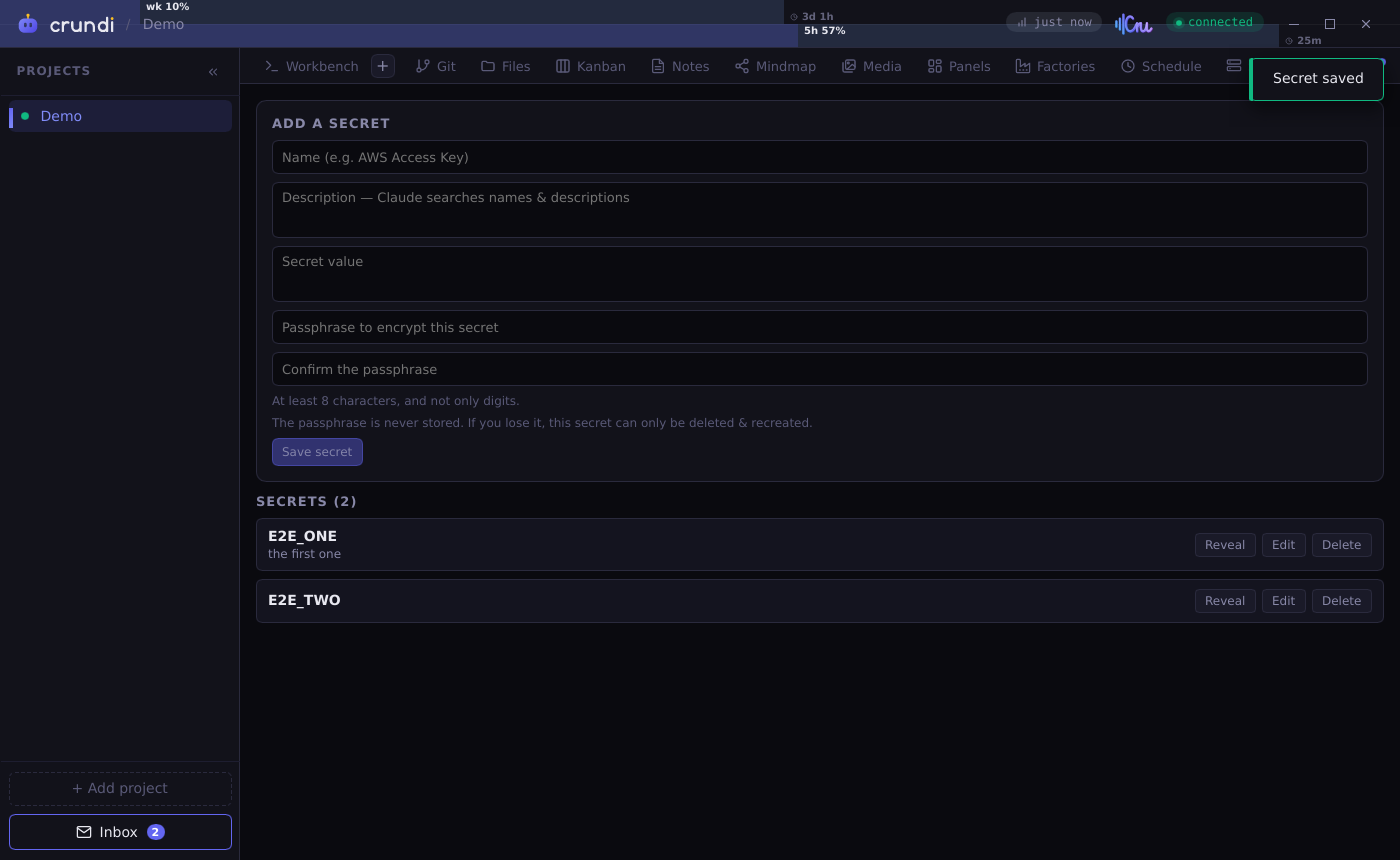 wk 10%
crundi / Demo
3d 1h
5h 57%
just now
Cru
connected
25m
PROJECTS «
Workbench + Git Files Kanban Notes Mindmap Media Panels Factories Schedule
Secret saved
Demo
ADD A SECRET
Name (e.g. AWS Access Key)
Description — Claude searches names & descriptions
Secret value
Passphrase to encrypt this secret
Confirm the passphrase
At least 8 characters, and not only digits.
The passphrase is never stored. If you lose it, this secret can only be deleted & recreated.
Save secret
SECRETS (2)
E2E_ONE
the first one
Reveal Edit Delete
E2E_TWO
Reveal Edit Delete
+ Add project
Inbox 2